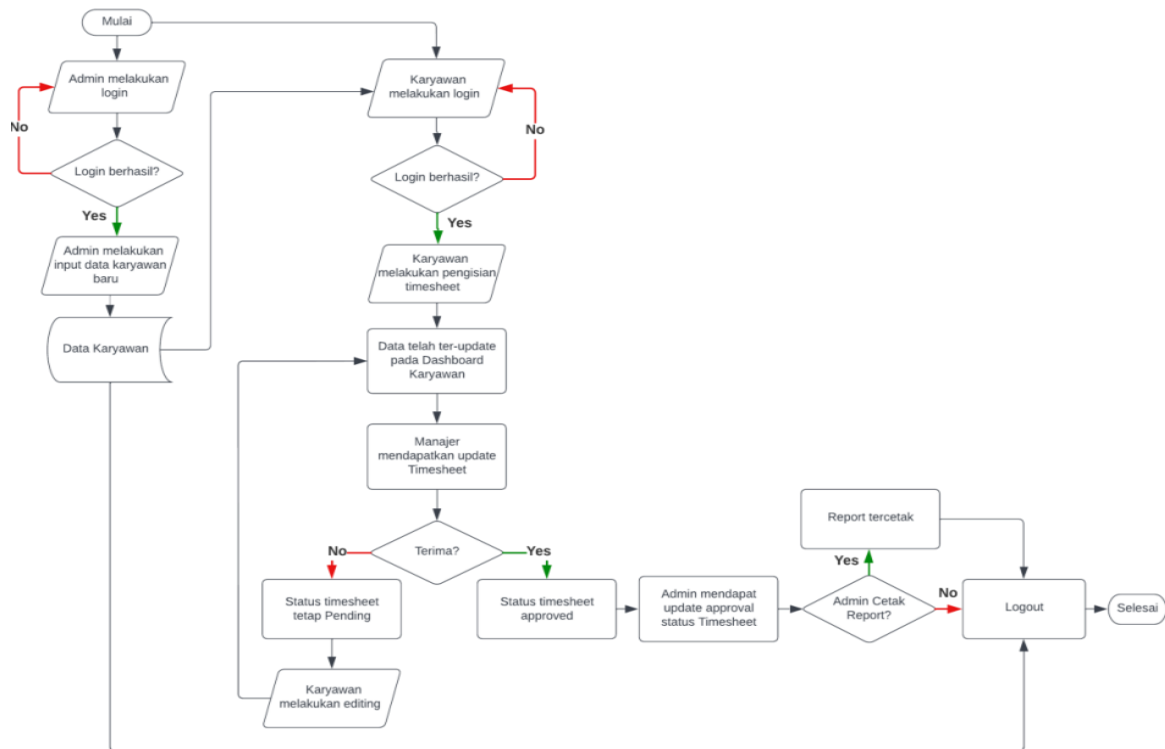 Mulai
Admin melakukan
login
No
Login berhasil?
Yes
Admin melakukan
input data karyawan
baru
Data Karyawan
Karyawan
melakukan login
No
Login berhasil?
Yes
Karyawan
melakukan pengisian
timesheet
Data telah ter-update
pada Dashboard
Karyawan
Manajer
mendapatkan update
Timesheet
Terima?
No
Yes
Status timesheet
tetap Pending
Karyawan
melakukan editing
Status timesheet
approved
Admin mendapat
update approval
status Timesheet
Admin Cetak
Report?
Yes
No
Report tercetak
Logout
Selesai